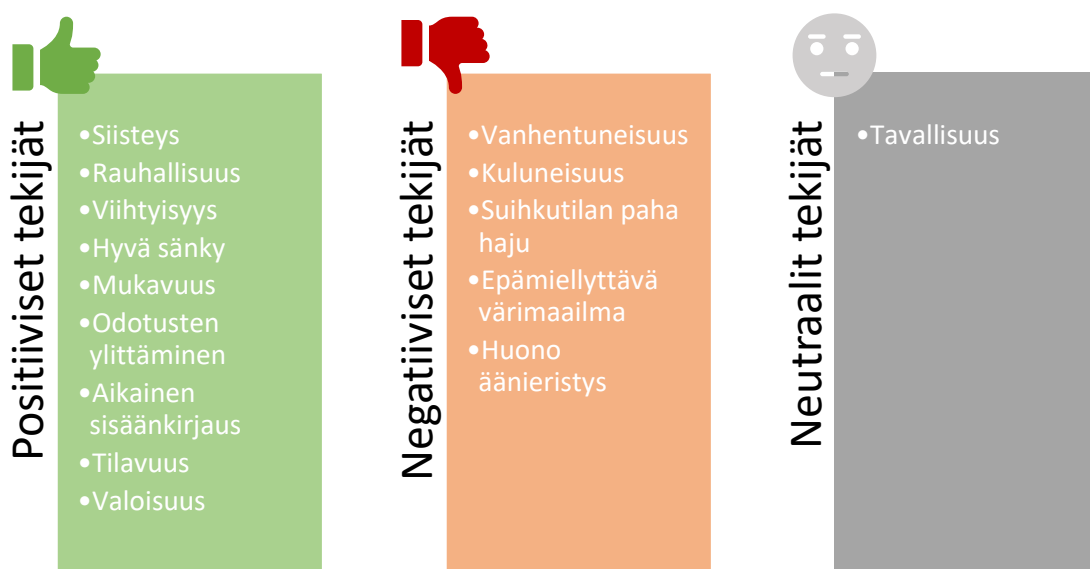 Positiiviset tekijät
•Siisteys
•Rauhallisuus
•Viihtyisyys
•Hyvä sänky
•Mukavuus
•Odotusten
ylittäminen
•Aikainen
sisäänkirjaus
•Tilavuus
•Valoisuus
Negatiiviset tekijät
•Vanhentuneisuus
•Kuluneisuus
•Suihkutilan paha
haju
•Epämiellyttävä
värimaailma
•Huono
äänieristys
Neutraalit tekijät
•Tavallisuus